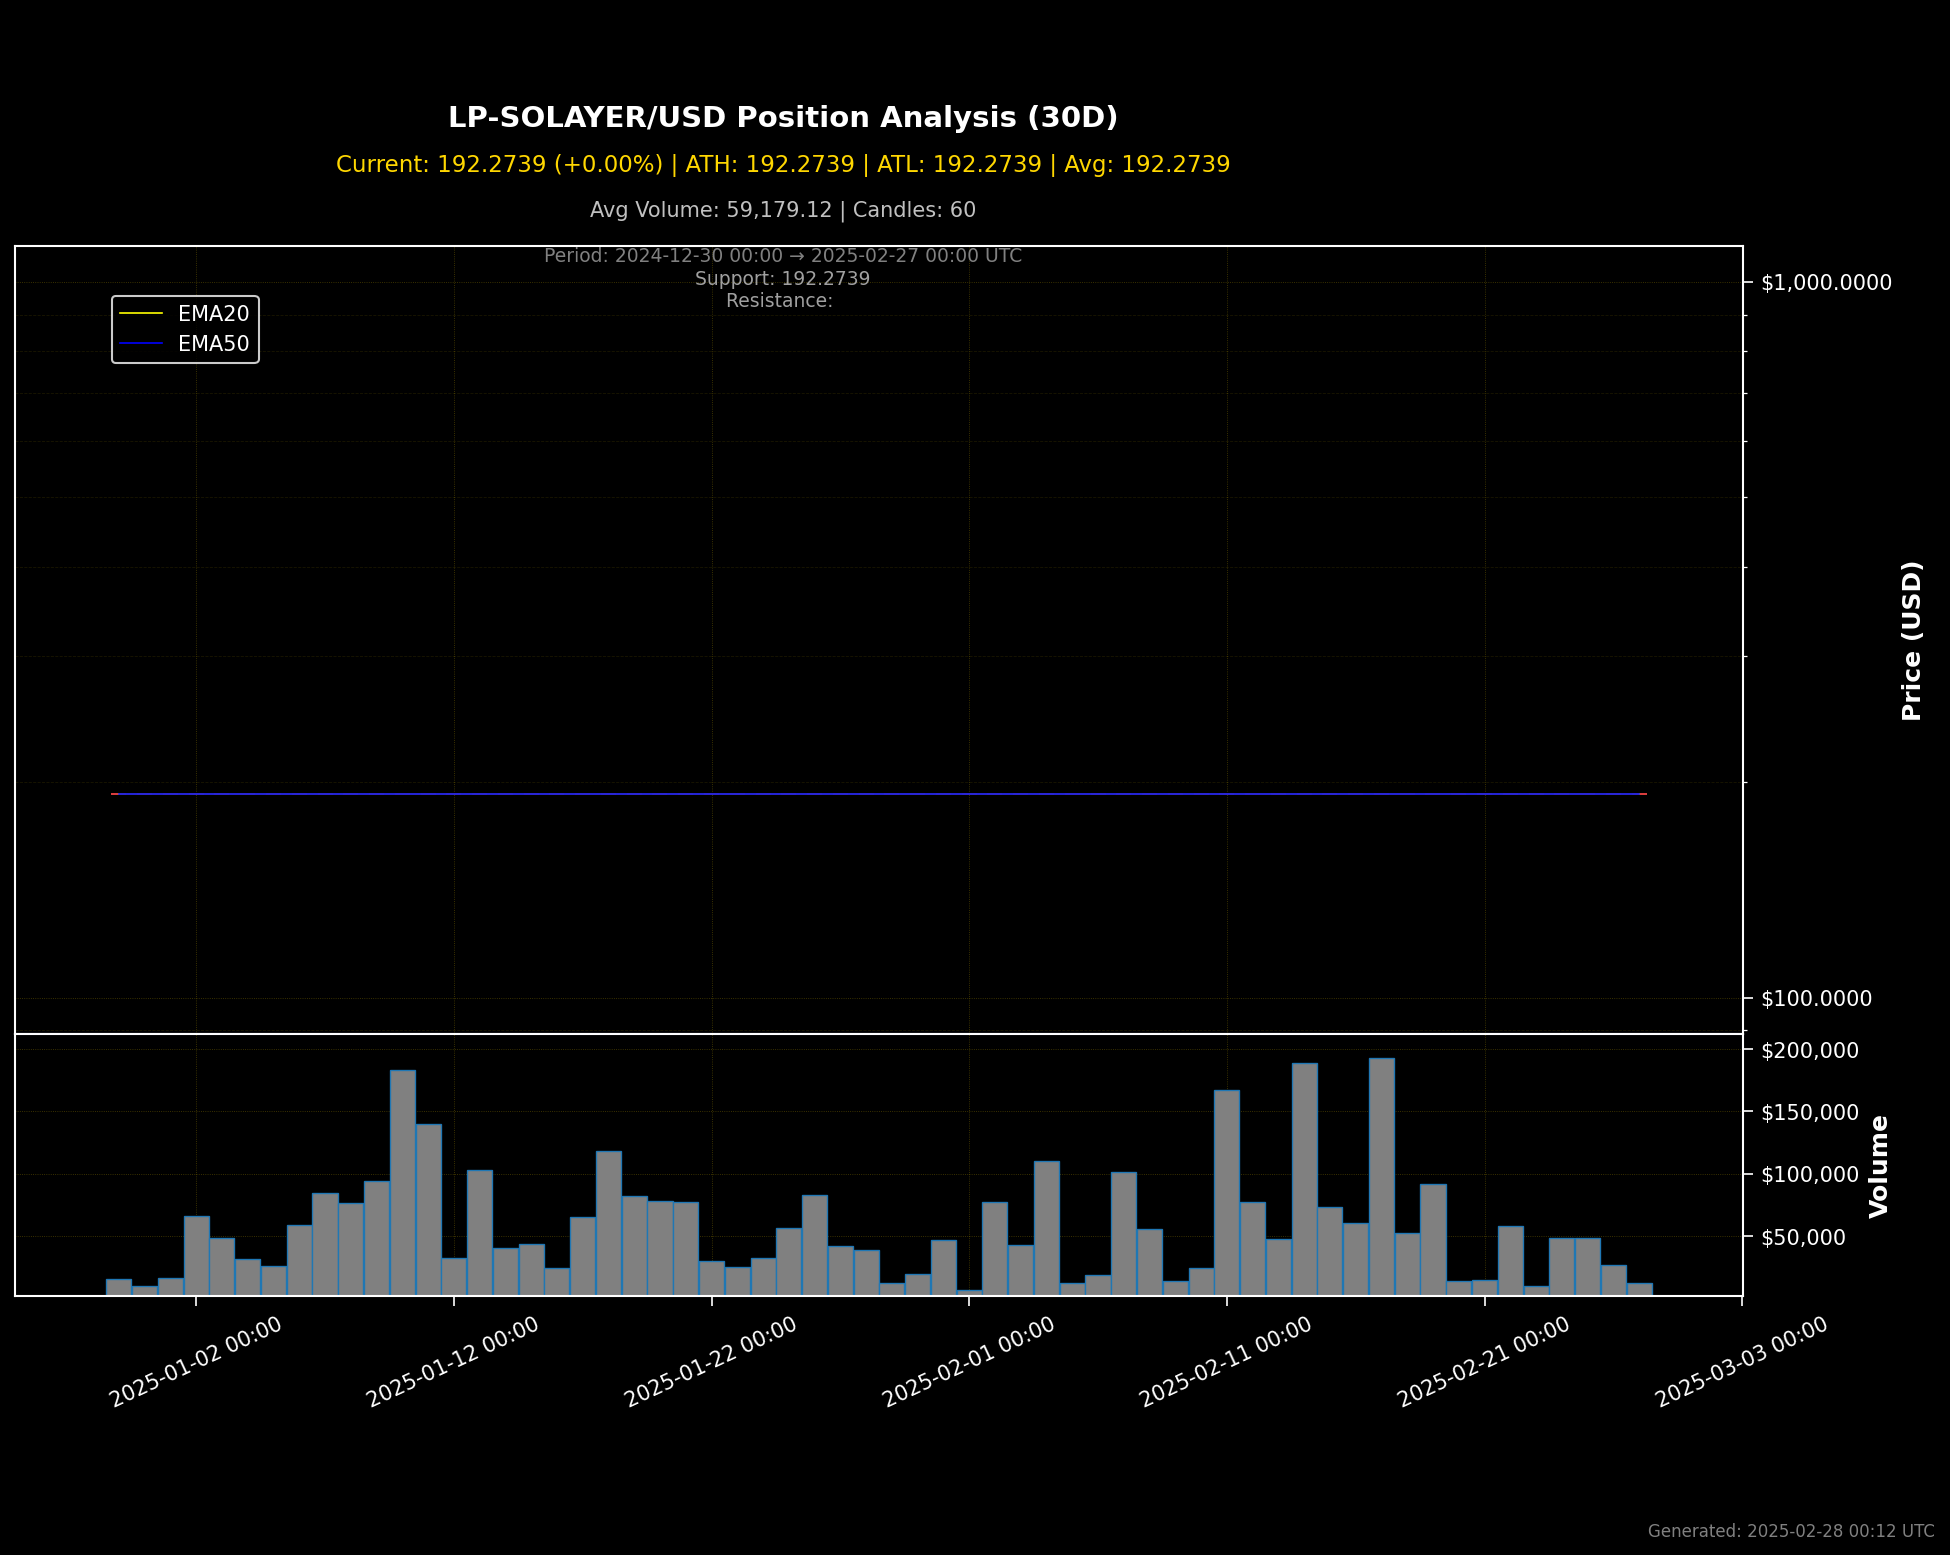 LP-SOLAYER/USD Position Analysis (30D)
Current: 192.2739 (+0.00%) | ATH: 192.2739 | ATL: 192.2739 | Avg: 192.2739
Avg Volume: 59,179.12 | Candles: 60
Period: 2024-12-30 00:00 → 2025-02-27 00:00 UTC
Support: 192.2739
Resistance:
EMA20
EMA50
$1,000.0000
$100.0000
Price (USD)
$200,000
$150,000
$100,000
$50,000
Volume
2025-01-02 00:00
2025-01-12 00:00
2025-01-22 00:00
2025-02-01 00:00
2025-02-11 00:00
2025-02-21 00:00
2025-03-03 00:00
Generated: 2025-02-28 00:12 UTC